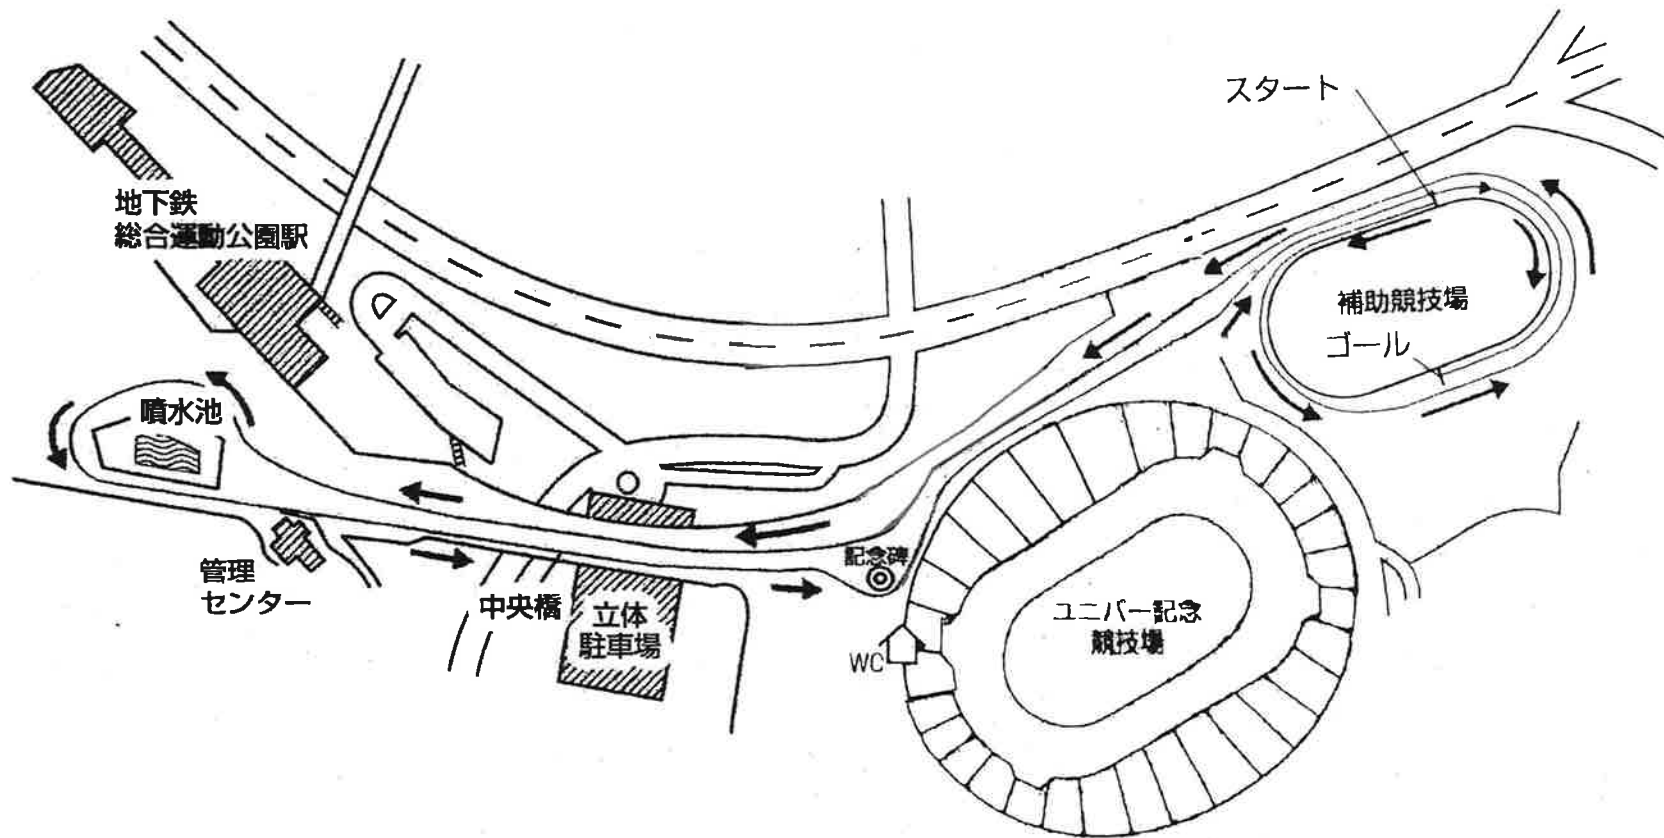 スタート
地下鉄
総合運動公園駅
補助競技場
ゴール
噴水池
記念碑
管理
センター
中央橋
立体
駐車場
ユニバー記念
競技場
WC